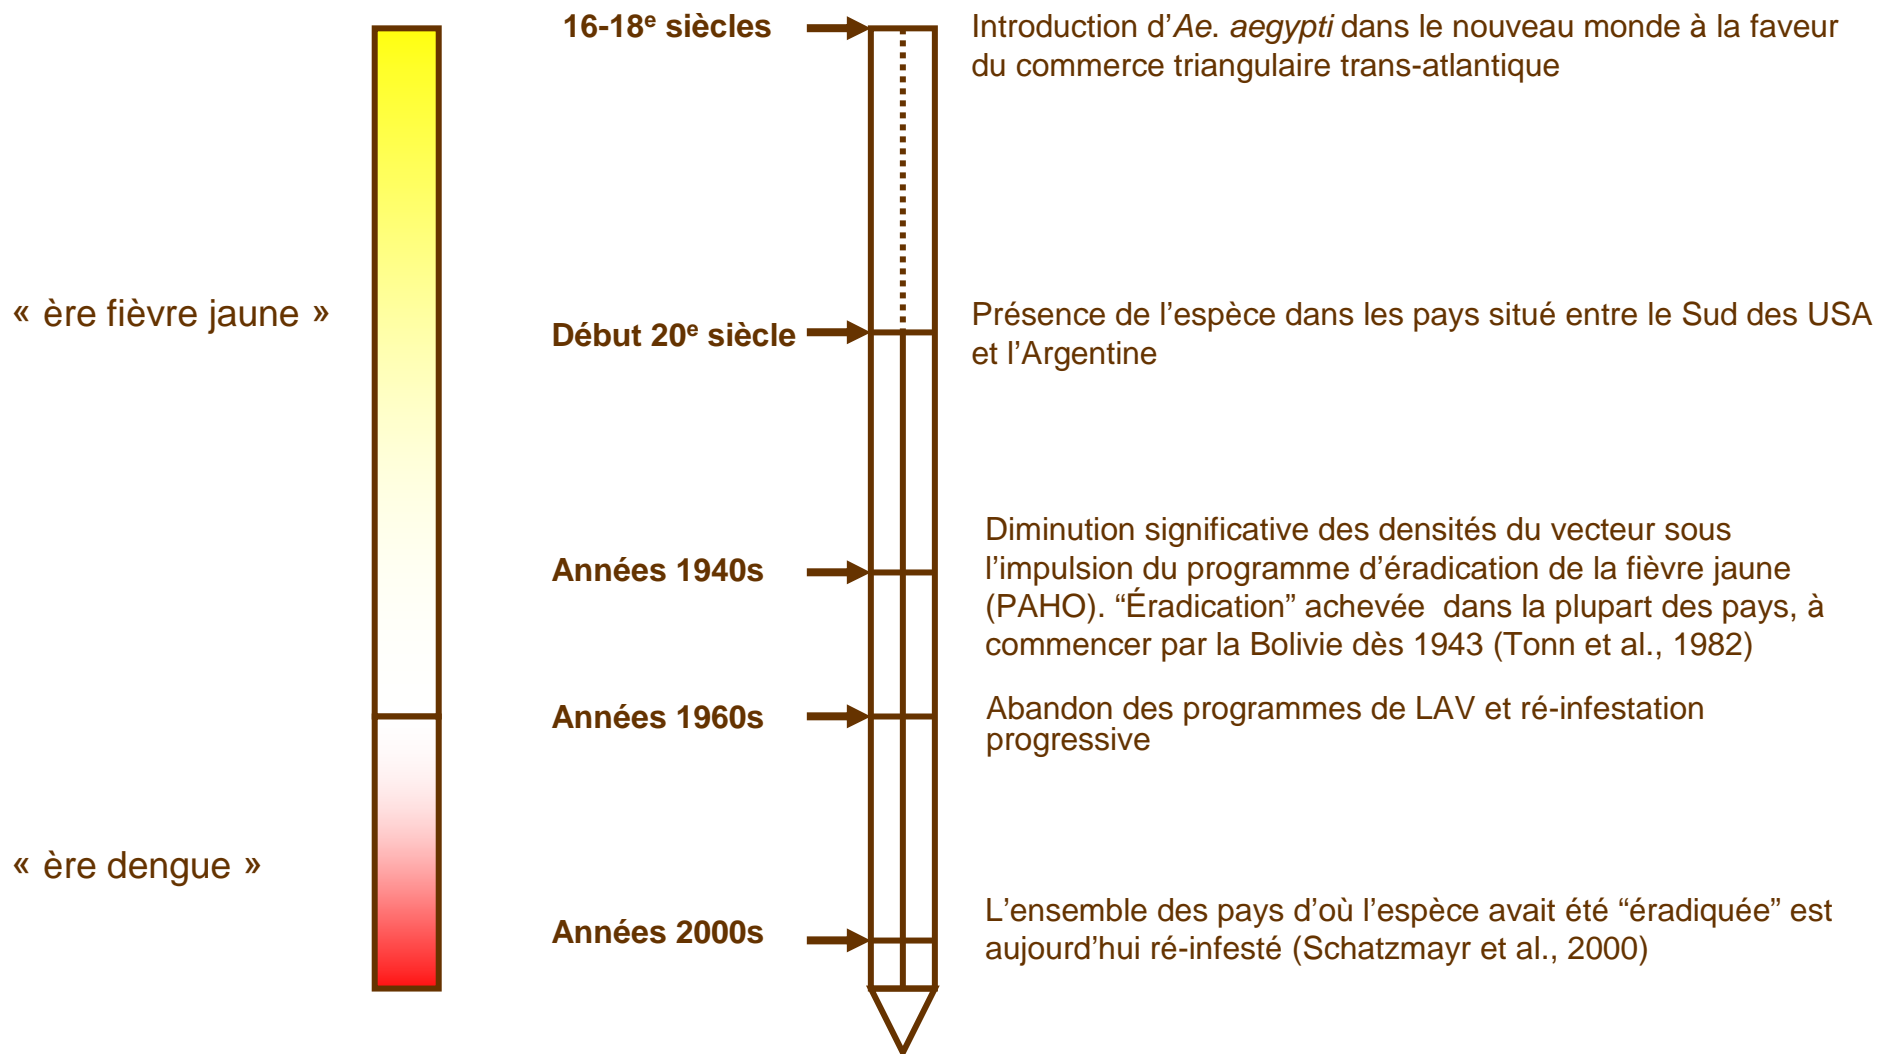 16-18e siècles
Introduction d’Ae. aegypti dans le nouveau monde à la faveur
du commerce triangulaire trans-atlantique
« ère fièvre jaune »
Début 20e siècle
Présence de l’espèce dans les pays situé entre le Sud des USA
et l’Argentine
Années 1940s
Diminution significative des densités du vecteur sous
l’impulsion du programme d’éradication de la fièvre jaune
(PAHO). “Éradication” achevée dans la plupart des pays, à
commencer par la Bolivie dès 1943 (Tonn et al., 1982)
Années 1960s
Abandon des programmes de LAV et ré-infestation
progressive
« ère dengue »
Années 2000s
L’ensemble des pays d’où l’espèce avait été “éradiquée” est
aujourd’hui ré-infesté (Schatzmayr et al., 2000)